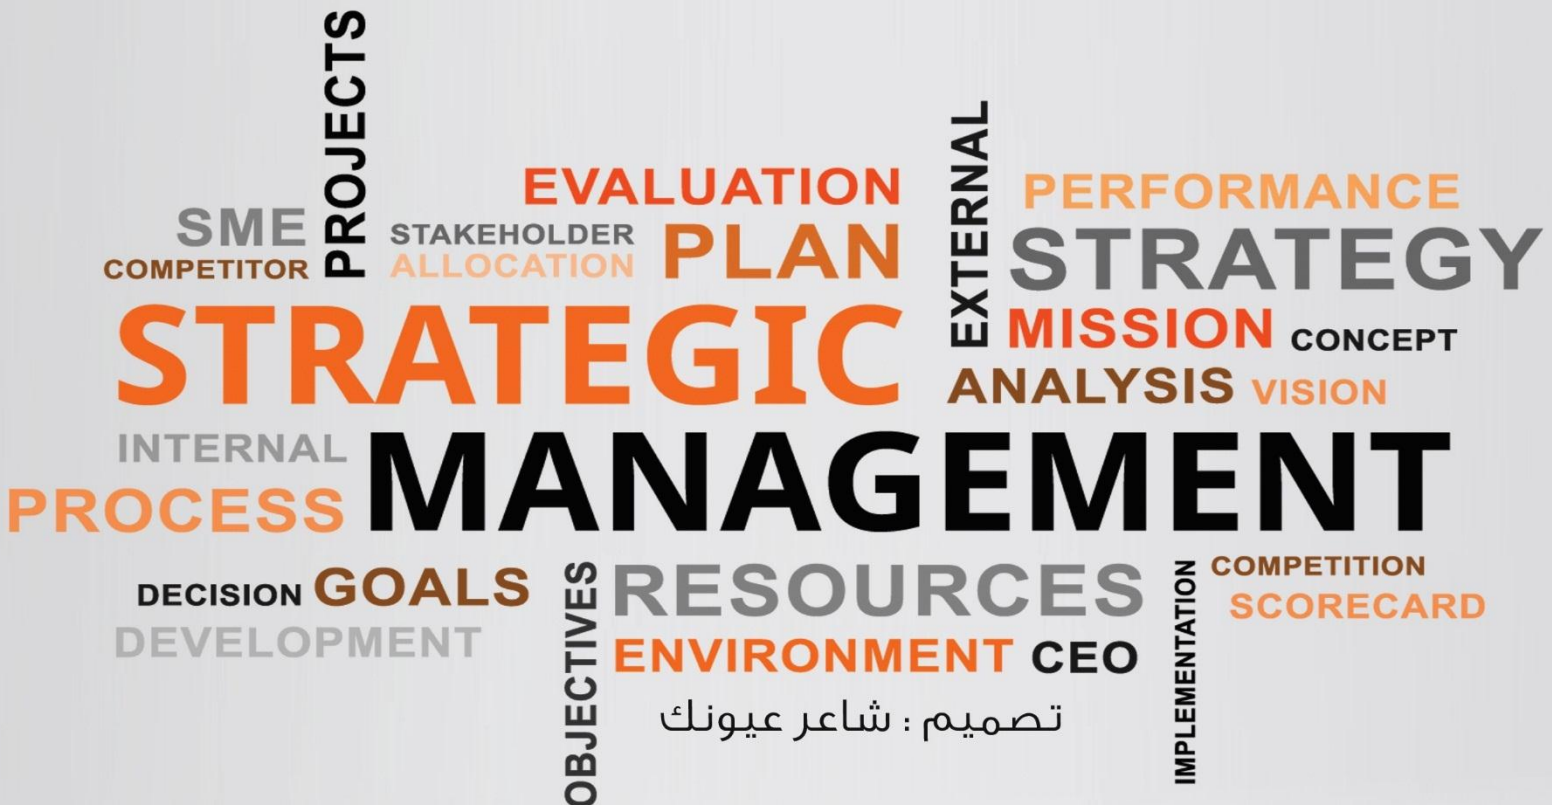 PROJECTS
EVALUATION
EXTERNAL
PERFORMANCE
SME
STAKEHOLDER
PLAN
STRATEGY
COMPETITOR
ALLOCATION
STRATEGIC
MISSION
CONCEPT
ANALYSIS
VISION
INTERNAL
MANAGEMENT
PROCESS
DECISION
GOALS
OBJECTIVES
RESOURCES
IMPLEMENTATION
COMPETITION
SCORECARD
DEVELOPMENT
ENVIRONMENT
CEO
تصميم : شاعر عيونك